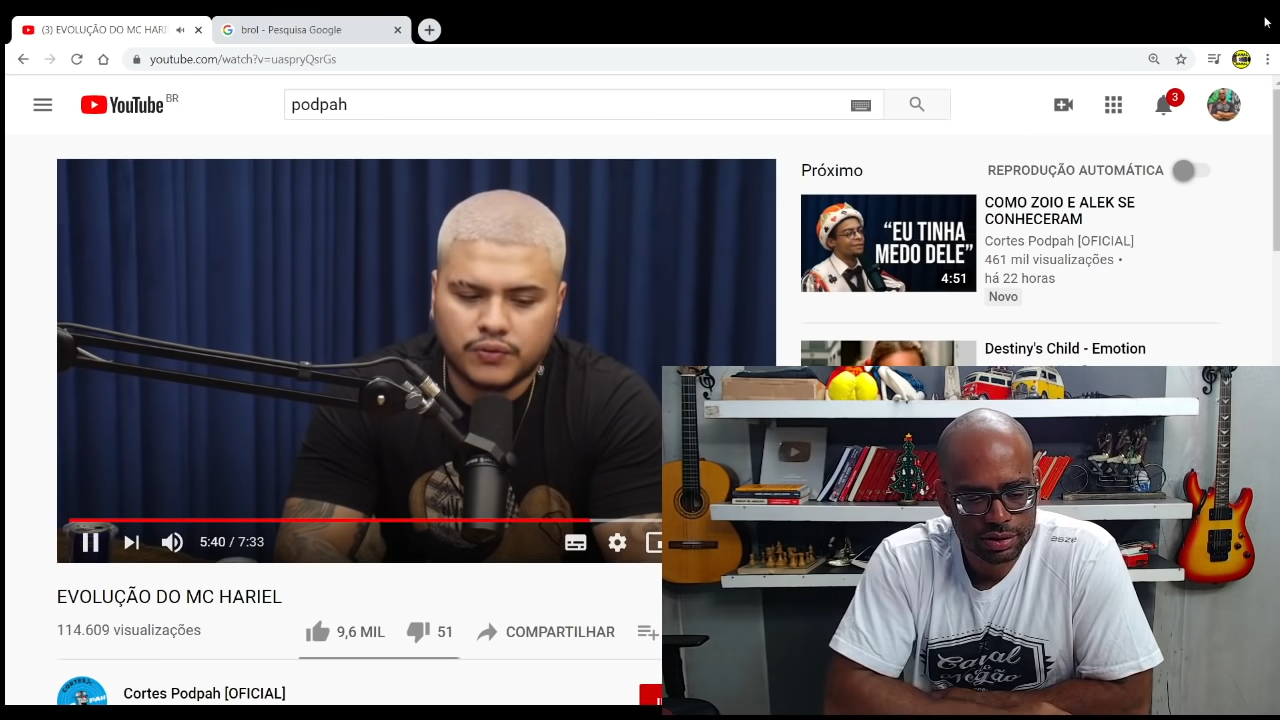 (3) EVOLUÇÃO DO MC HARI
brol - Pesquisa Google
youtube.com/watch?v=uaspryQsrGs
YouTube BR
podpah
3
Próximo
REPRODUÇÃO AUTOMÁTICA
"EU TINHA
MEDO DELE"
4:51
COMO ZOIO E ALEK SE
CONHECERAM
Cortes Podpah [OFICIAL]
461 mil visualizações •
há 22 horas
Novo
Destiny's Child - Emotion
5:40 / 7:33
EVOLUÇÃO DO MC HARIEL
114.609 visualizações
9,6 MIL
51
COMPARTILHAR
Cortes Podpah [OFICIAL]
Canal
do Negão